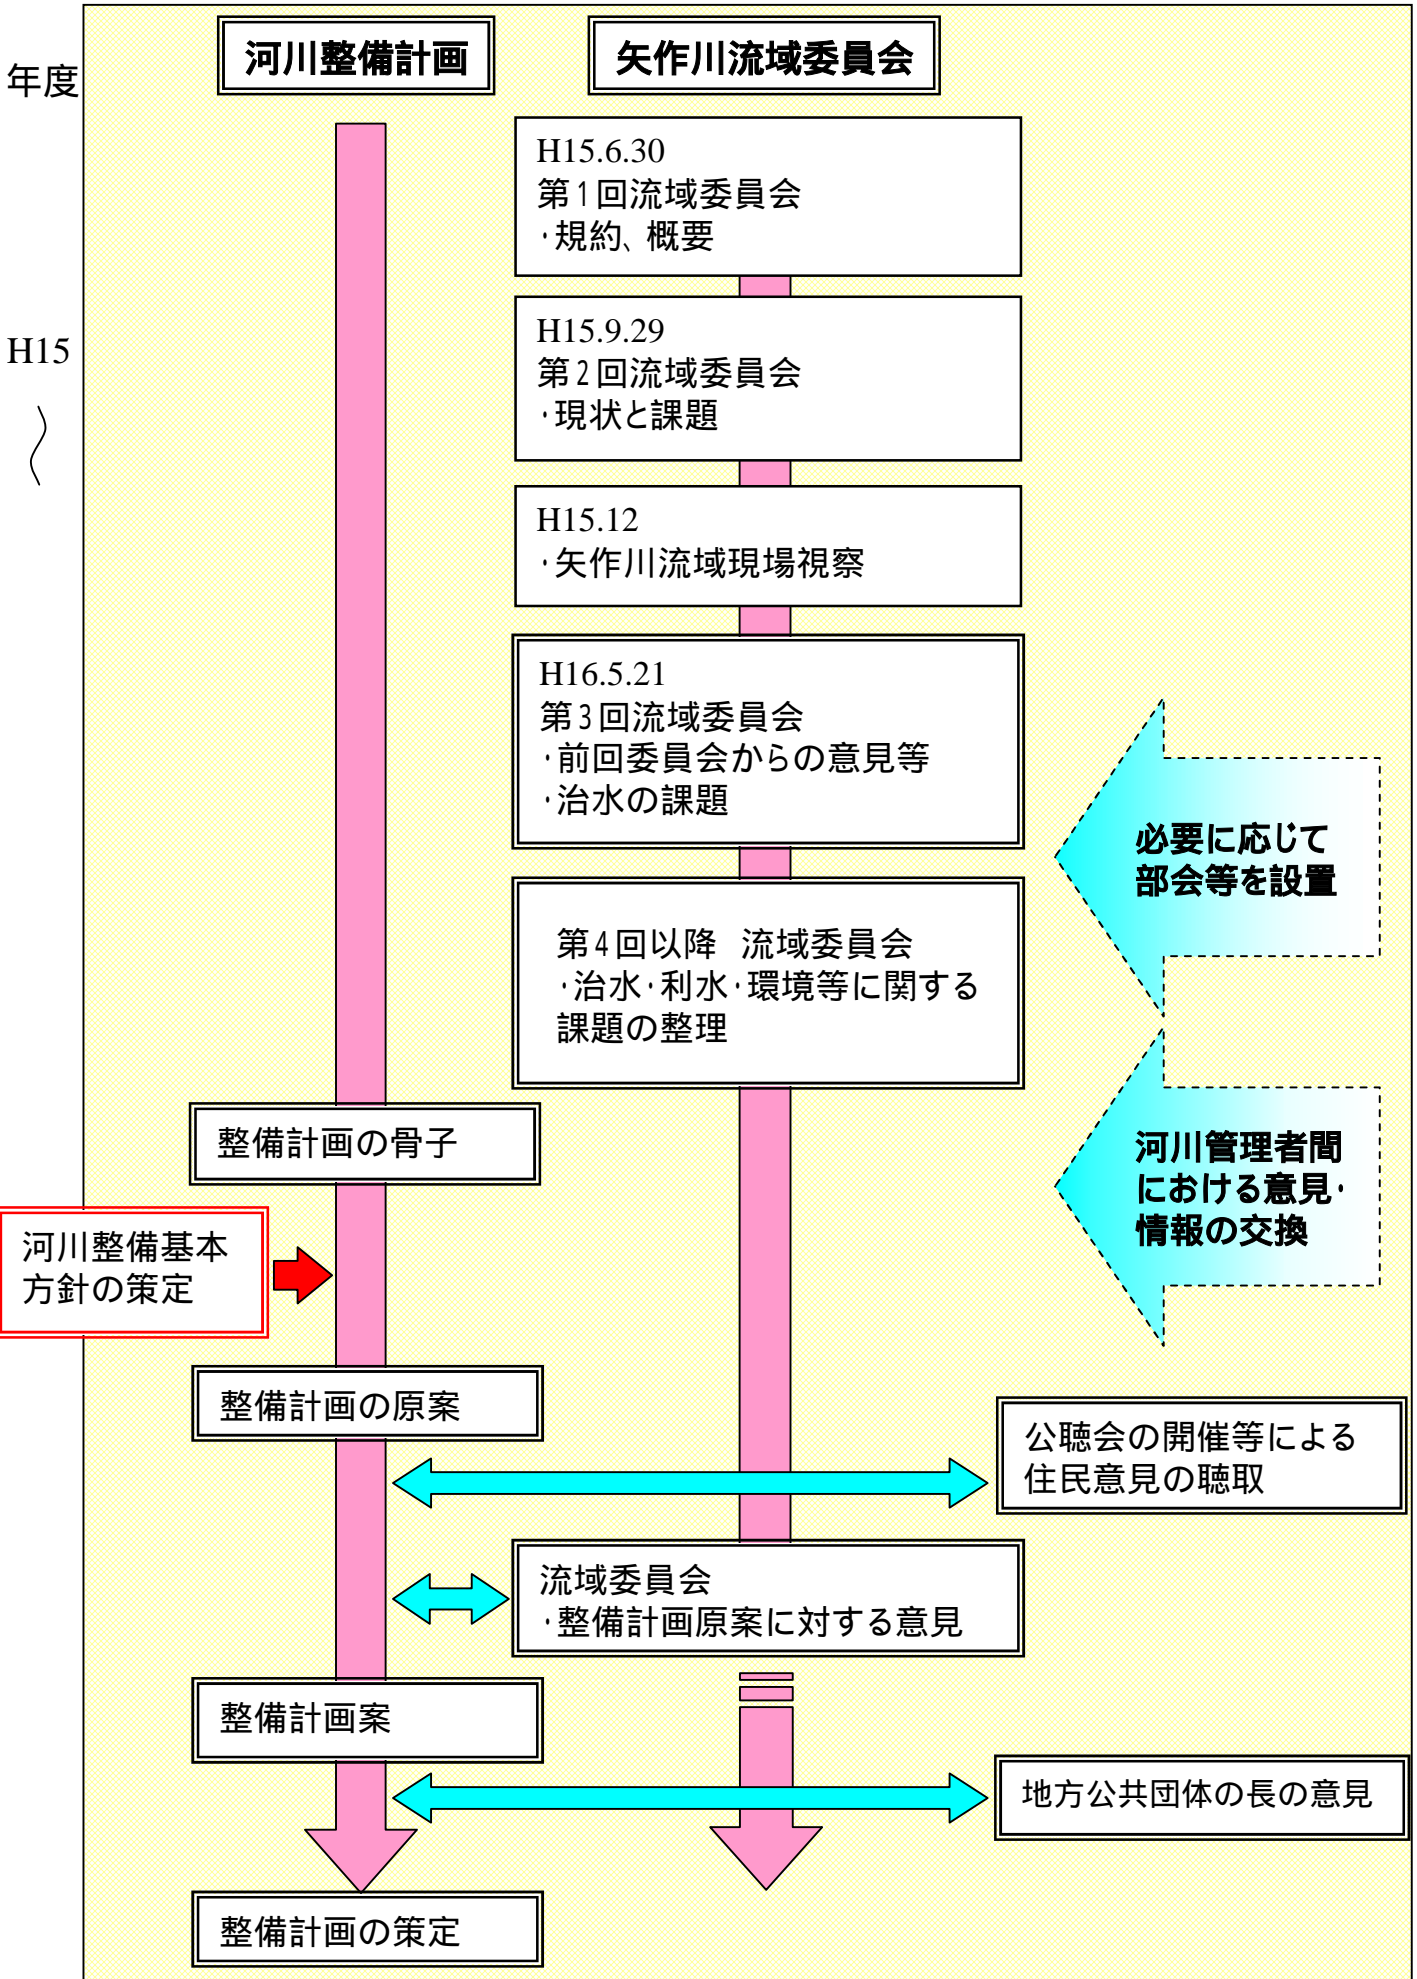 河川整備計画
矢作川流域委員会
年度
H15.6.30
第1回流域委員会
・規約、概要
H15
H15.9.29
第2回流域委員会
・現状と課題
H15.12
・矢作川流域現場視察
H16.5.21
第3回流域委員会
・前回委員会からの意見等
・治水の課題
必要に応じて
部会等を設置
第4回以降 流域委員会
・治水・利水・環境等に関する
課題の整理
河川管理者間
における意見・
情報の交換
整備計画の骨子
河川整備基本
方針の策定
整備計画の原案
公聴会の開催等による
住民意見の聴取
流域委員会
・整備計画原案に対する意見
整備計画案
地方公共団体の長の意見
整備計画の策定